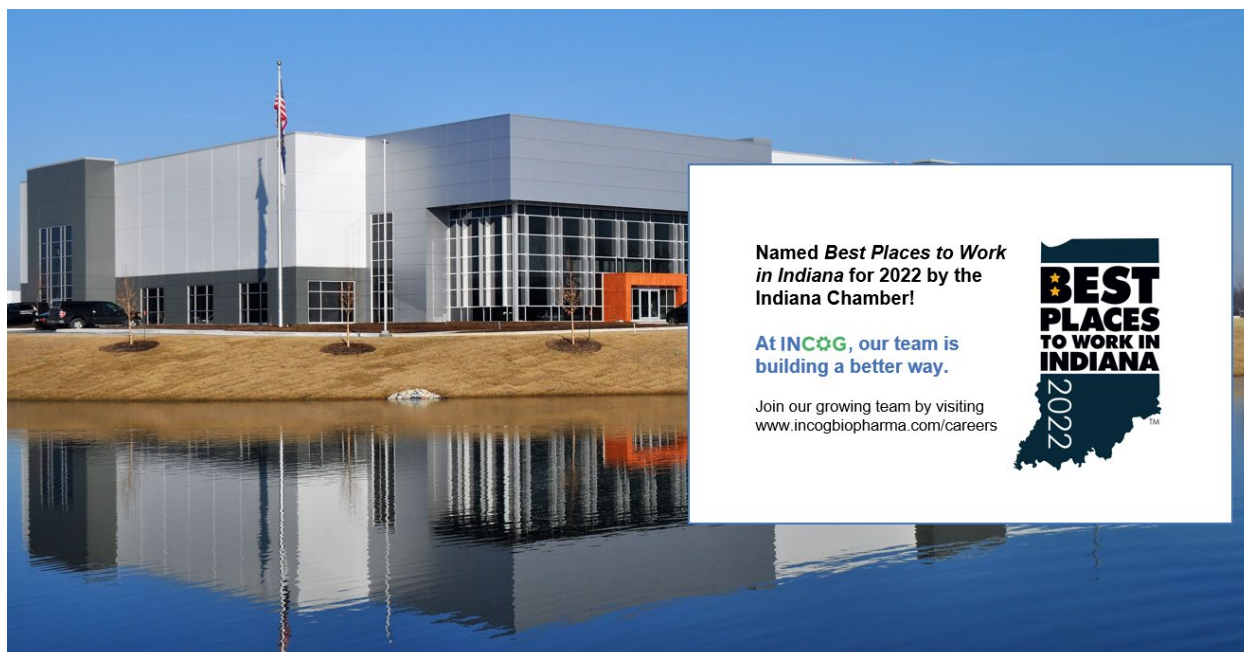 Named Best Places to Work
in Indiana for 2022 by the
Indiana Chamber!
At INCOG, our team is
building a better way.
Join our growing team by visiting
www.incogbiopharma.com/careers
BEST
PLACES
TO WORK IN
INDIANA
2022
TM